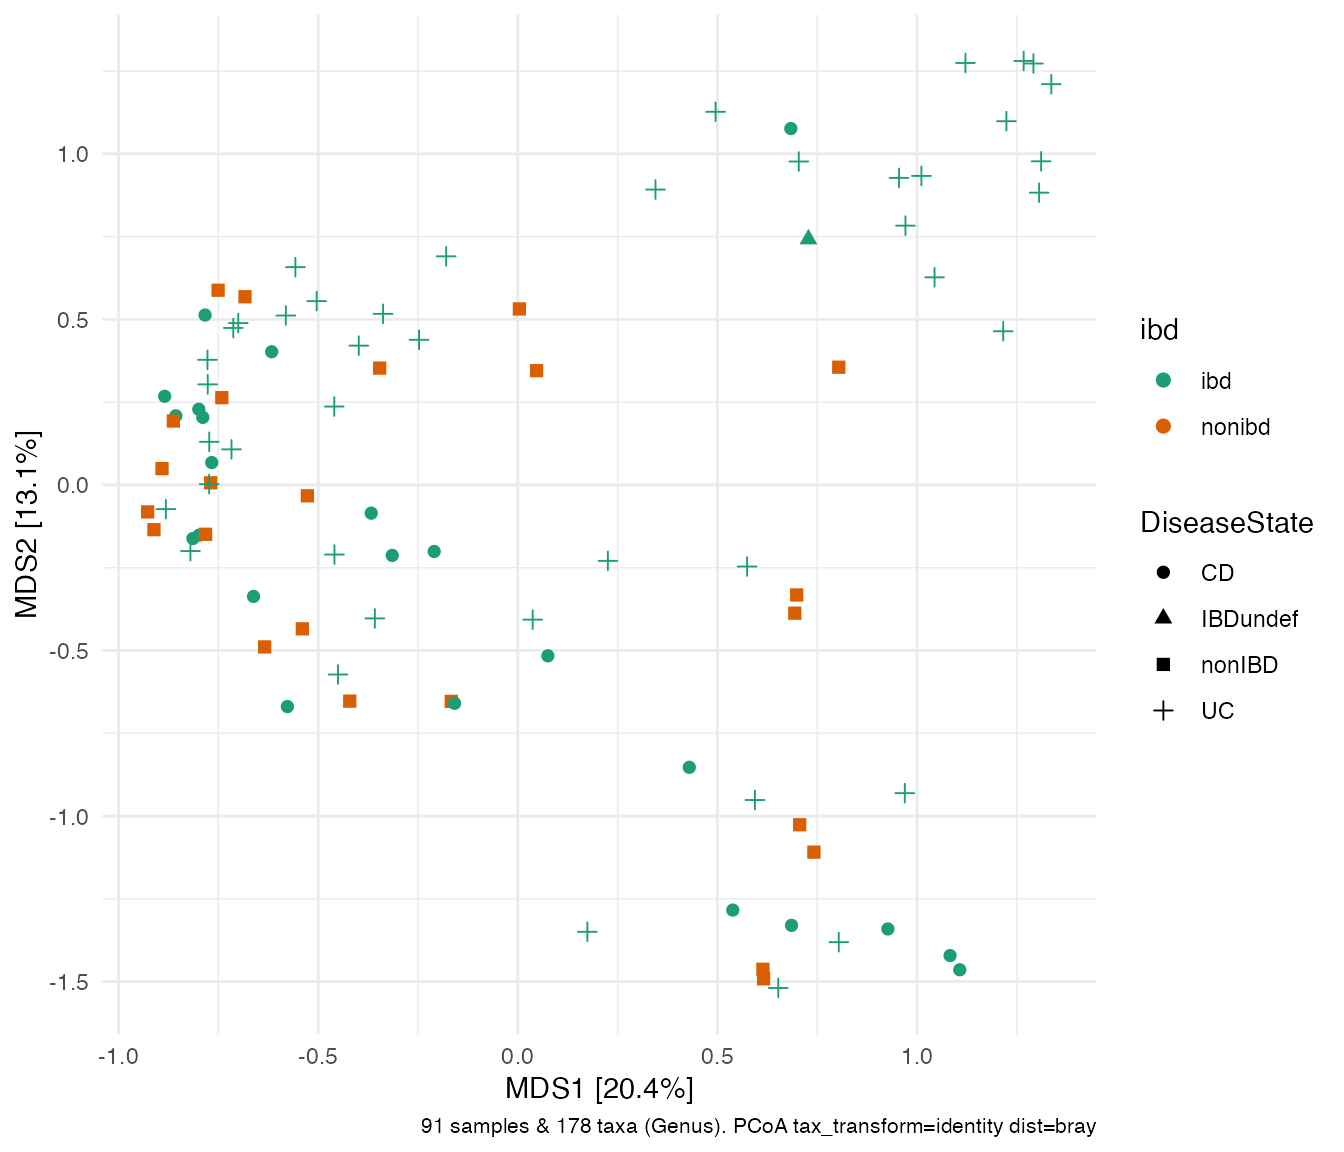 1.0
0.5
0.0
-0.5
-1.0
-1.5
MDS2 [13.1%]
-1.0 -0.5 0.0 0.5 1.0
MDS1 [20.4%]
91 samples & 178 taxa (Genus). PCoA tax_transform=identity dist=bray
ibd
ibd
nonibd
DiseaseState
CD
IBDundef
nonIBD
UC